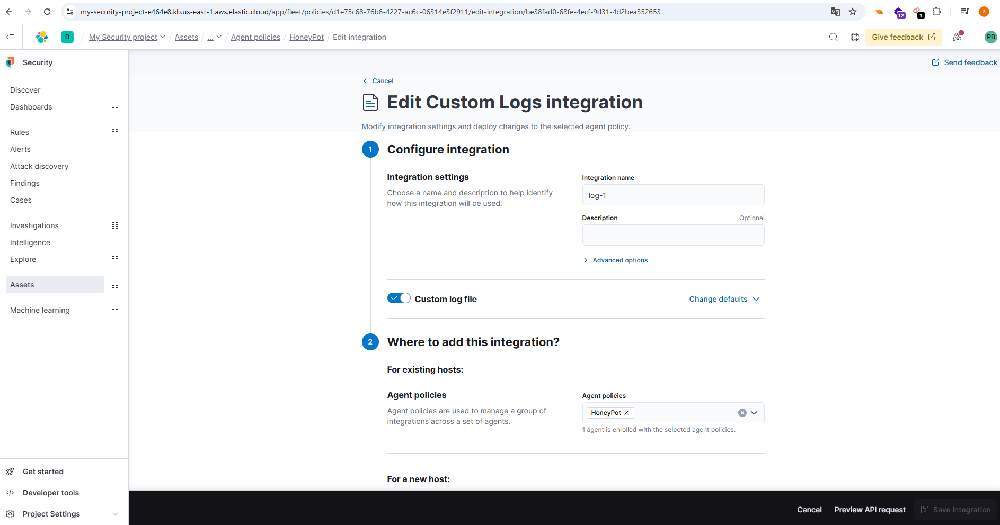 my-security-project-e464e8.kb.us-east-1.aws.elastic.cloud/app/fleet/policies/d1e75c68-76b6-4227-ac6c-06314e3f2911/edit-integration/be38fad0-68fe-4ecf-9d31-4d2bea352653
12
1
a
D / My Security project / Assets / ... / Agent policies / HoneyPot / Edit integration
Give feedback
PB
Security
Send feedback
Discover
Dashboards
Rules
Alerts
Attack discovery
Findings
Cases
Investigations
Intelligence
Explore
Assets
Machine learning
Get started
Developer tools
Project Settings
Cancel
Edit Custom Logs integration
Modify integration settings and deploy changes to the selected agent policy.
1 Configure integration
Integration settings
Choose a name and description to help identify
how this integration will be used.
Integration name
log-1
Description Optional
Advanced options
Custom log file
Change defaults
2 Where to add this integration?
For existing hosts:
Agent policies
Agent policies are used to manage a group of
integrations across a set of agents.
Agent policies
HoneyPot
1 agent is enrolled with the selected agent policies.
For a new host:
Cancel
Preview API request
Save integration